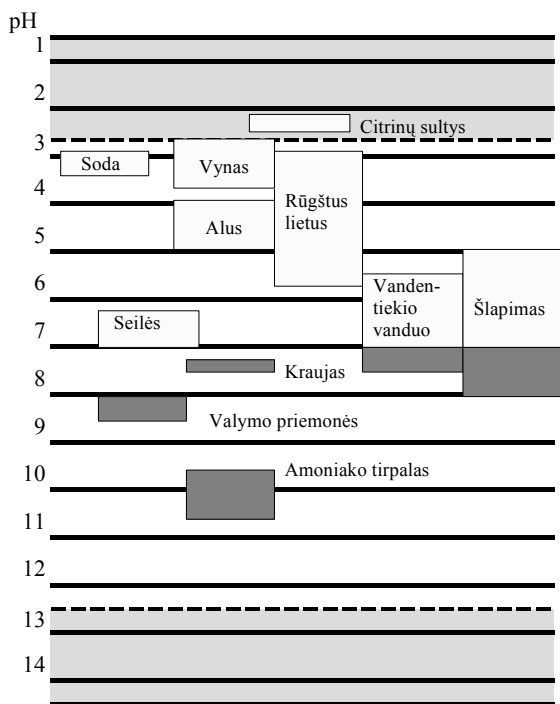 pH
1
2
Citrinų sultys
3
Soda
Vynas
4
Rūgštus
lietus
Alus
5
6
Vanden-
tiekio
vanduo
Šlapimas
Seilės
7
Kraujas
8
Valymo priemonės
9
Amoniako tirpalas
10
11
12
13
14